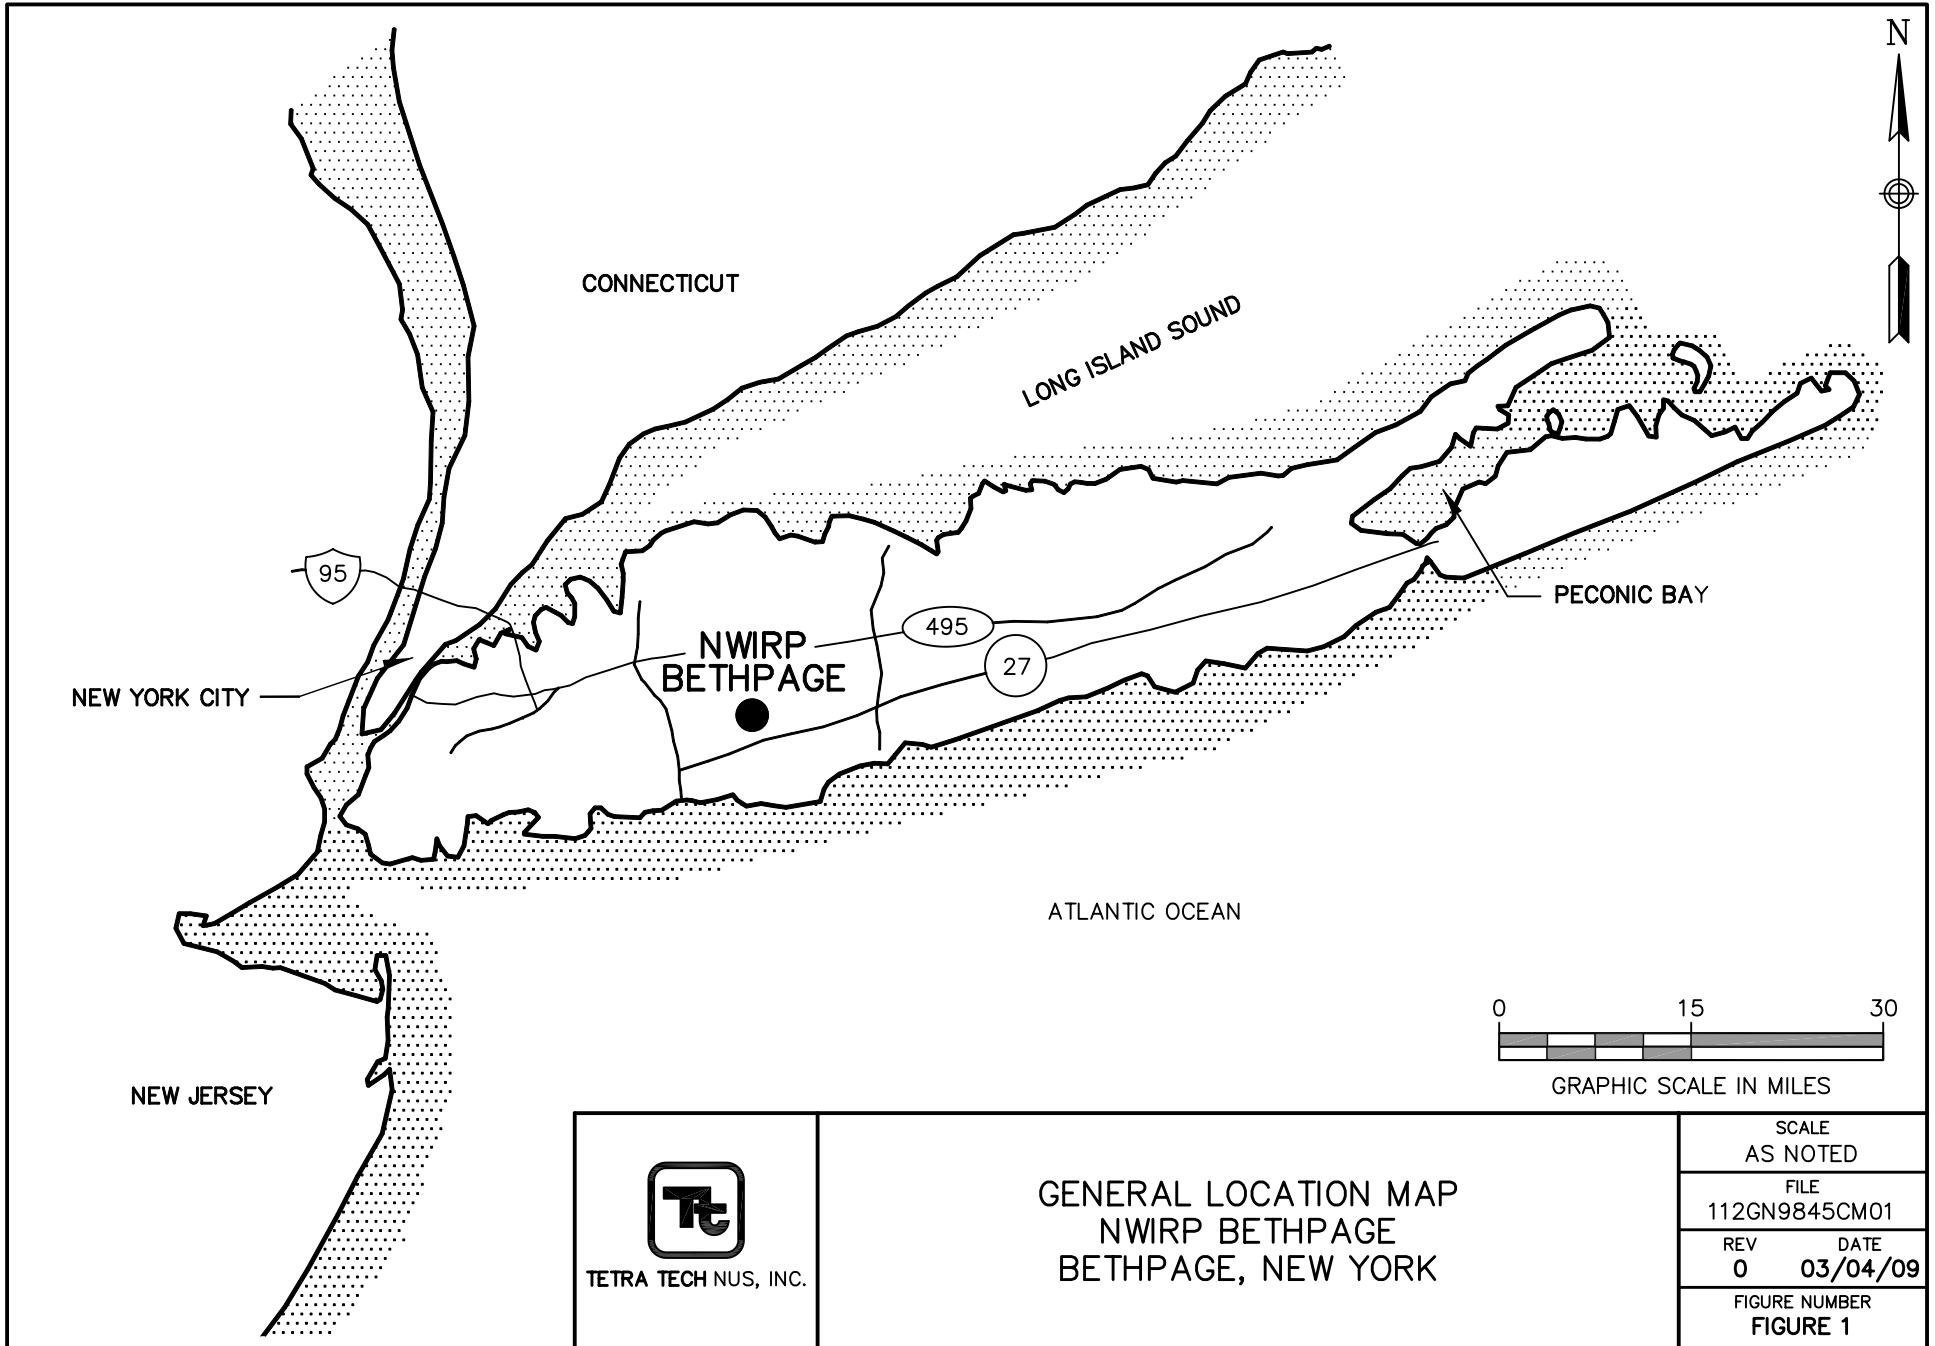 N
CONNECTICUT
LONG ISLAND SOUND
95
495
27
NWIRP
BETHPAGE
PECONIC BAY
NEW YORK CITY
ATLANTIC OCEAN
NEW JERSEY
0 15 30
GRAPHIC SCALE IN MILES
Tt
TETRA TECH NUS, INC.
GENERAL LOCATION MAP
NWIRP BETHPAGE
BETHPAGE, NEW YORK
SCALE
AS NOTED
FILE
112GN9845CM01
REV DATE
0 03/04/09
FIGURE NUMBER
FIGURE 1